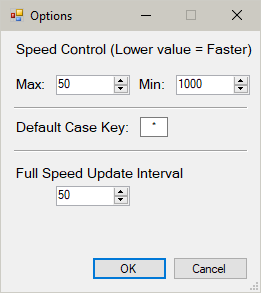 Options
Speed Control (Lower value = Faster)
Max: 50 Min: 1000
Default Case Key: *
Full Speed Update Interval
50
OK Cancel